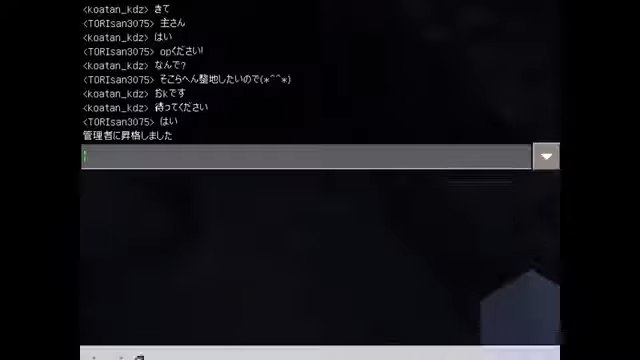 <koatan_kdz> きて
<TORIsan3075> 主さん
<koatan_kdz> はい
<TORIsan3075> opください!
<koatan_kdz> なんで?
<TORIsan3075> そこらへん整地したいので(*^^*)
<koatan_kdz> おkです
<koatan_kdz> 待ってください
<TORIsan3075> はい
管理者に昇格しました